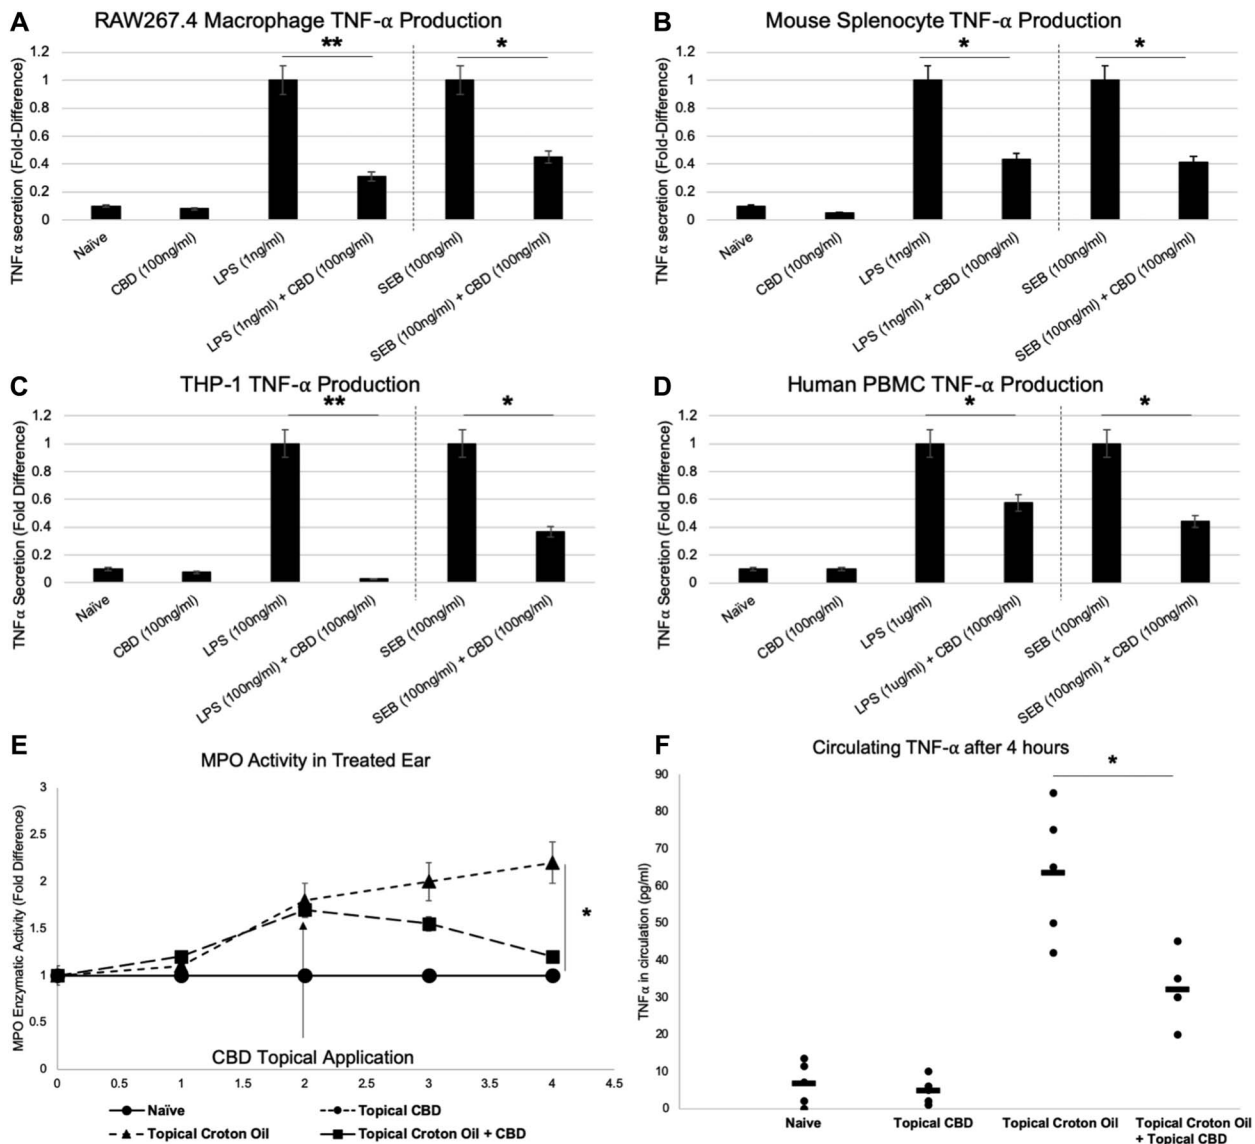 A RAW267.4 Macrophage TNF-α Production
**
*
TNFα secretion (Fold-Difference)
1.2
1
0.8
0.6
0.4
0.2
0
Naïve
CBD (100ng/ml)
LPS (1ng/ml)
LPS (1ng/ml) + CBD (100ng/ml)
SEB (100ng/ml)
SEB (100ng/ml) + CBD (100ng/ml)
B Mouse Splenocyte TNF-α Production
*
*
TNFα secretion (Fold-Difference)
1.2
1
0.8
0.6
0.4
0.2
0
Naïve
CBD (100ng/ml)
LPS (1ng/ml)
LPS (1ng/ml) + CBD (100ng/ml)
SEB (100ng/ml)
SEB (100ng/ml) + CBD (100ng/ml)
C THP-1 TNF-α Production
**
*
TNFα Secretion (Fold Difference)
1.2
1
0.8
0.6
0.4
0.2
0
Naïve
CBD (100ng/ml)
LPS (100ng/ml)
LPS (100ng/ml) + CBD (100ng/ml)
SEB (100ng/ml)
SEB (100ng/ml) + CBD (100ng/ml)
D Human PBMC TNF-α Production
*
*
TNFα Secretion (Fold Difference)
1.2
1
0.8
0.6
0.4
0.2
0
Naïve
CBD (100ng/ml)
LPS (1ug/ml)
LPS (1ug/ml) + CBD (100ng/ml)
SEB (100ng/ml)
SEB (100ng/ml) + CBD (100ng/ml)
E MPO Activity in Treated Ear
MPO Enzymatic Activity (Fold Difference)
3
2.5
2
1.5
1
0.5
0
*
CBD Topical Application
0 0.5 1 1.5 2 2.5 3 3.5 4 4.5
Naïve Topical CBD
Topical Croton Oil Topical Croton Oil + CBD
F Circulating TNF-α after 4 hours
*
TNFα in circulation (pg/ml)
90
80
70
60
50
40
30
20
10
0
Naive Topical CBD Topical Croton Oil Topical Croton Oil
+ Topical CBD